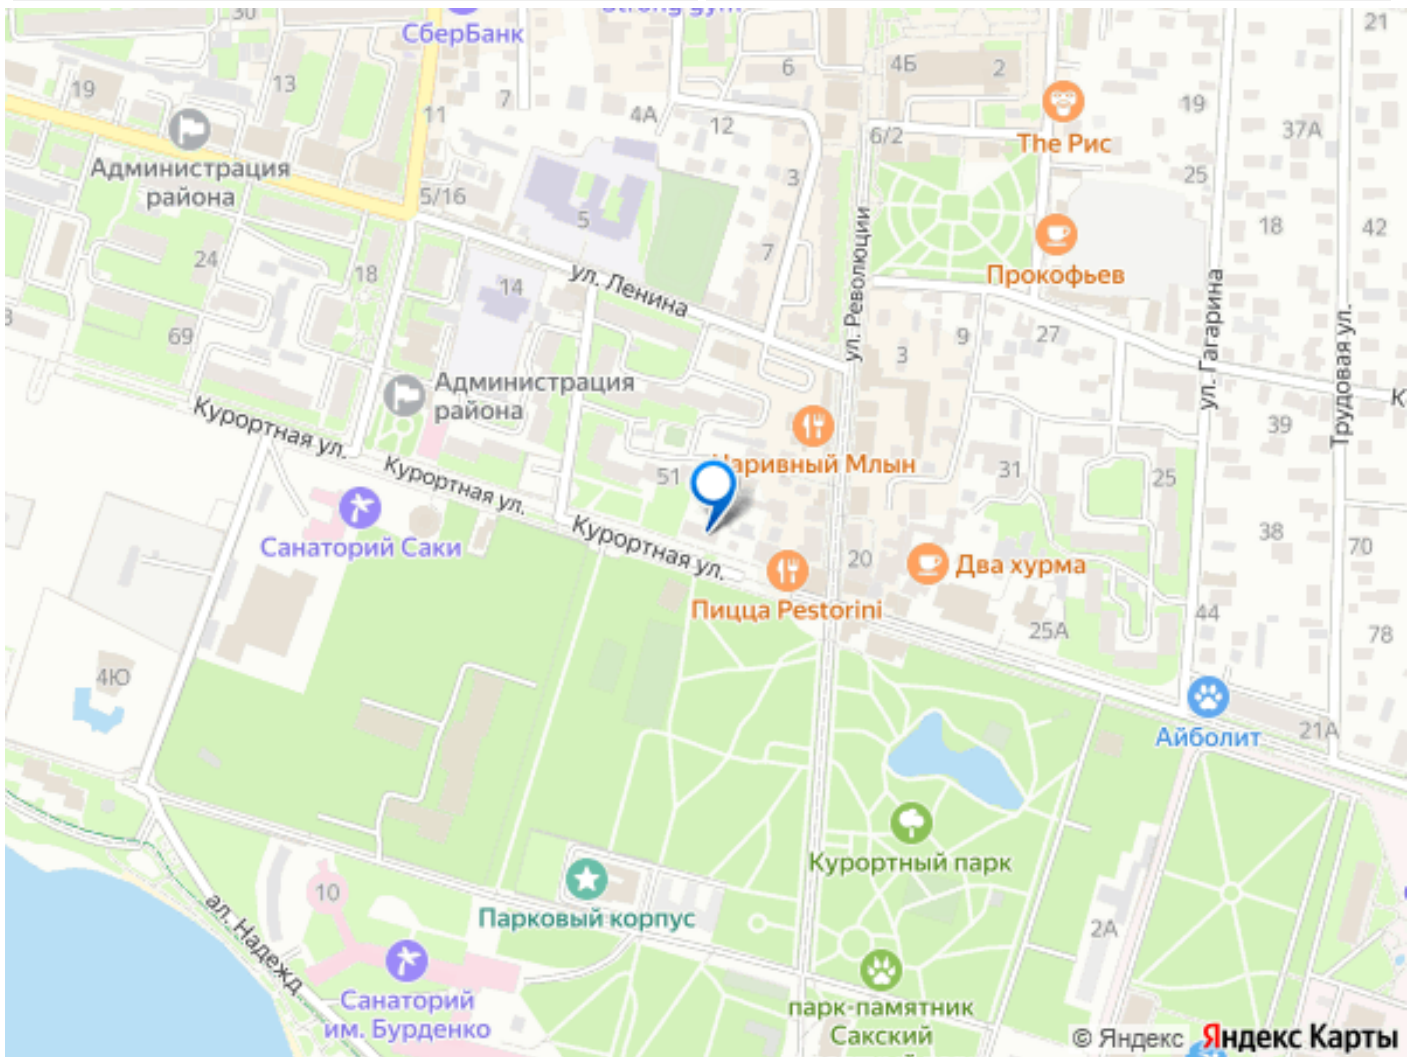 Strong gym
СберБанк
30
21
13
19
6
4Б
2
7
11
4А
12
19
The Рис
37А
6/2
Администрация
района
5/16
3
25
5
7
18
42
24
18
14
ул. Ленина
ул. Революции
Прокофьев
ул. Гагарина
Трудовая ул.
69
9
27
3
Администрация
района
39
Курортная ул.
Курортная ул.
51
Млын
31
25
Курортная ул.
Санаторий Саки
20
Два хурма
38
70
Пицца Pestorini
25А
44
78
4Ю
21А
Айболит
Курортный парк
10
Парковый корпус
2А
ал. Надежд
Санаторий
им. Бурденко
парк-памятник
Сакский
© Яндекс Яндекс Карты